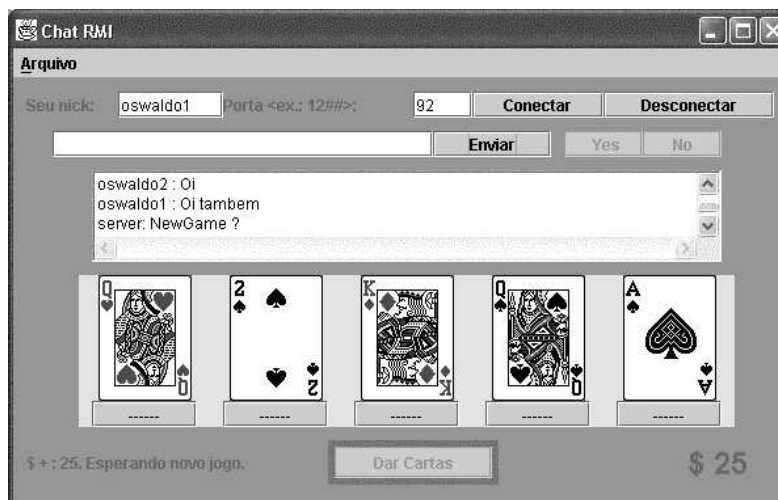 Chat RMI
Arquivo
Seu nick: oswaldo1 Porta <ex.: 12##>: 92 Conectar Desconectar
Enviar Yes No
oswaldo2 : Oi
oswaldo1 : Oi tambem
server: NewGame ?
Q 2 K Q A
Q 2 K Q A
------ ------ ------ ------ ------
$ + : 25. Esperando novo jogo. Dar Cartas $ 25